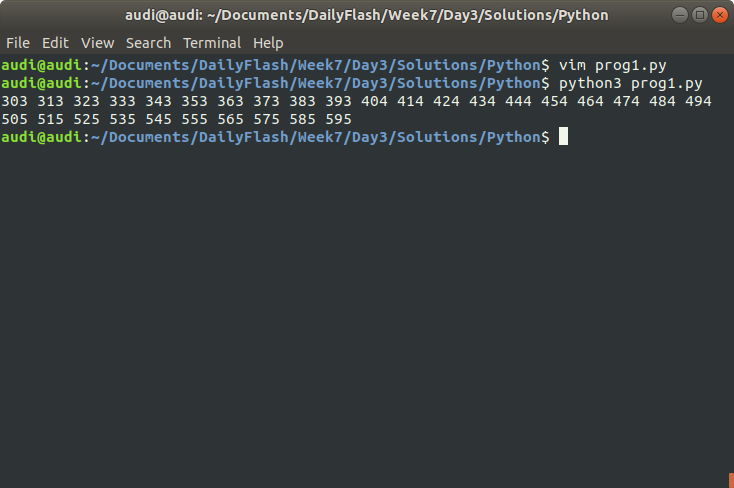 audi@audi: ~/Documents/DailyFlash/Week7/Day3/Solutions/Python
File Edit View Search Terminal Help
audi@audi:~/Documents/DailyFlash/Week7/Day3/Solutions/Python$ vim prog1.py
audi@audi:~/Documents/DailyFlash/Week7/Day3/Solutions/Python$ python3 prog1.py
303 313 323 333 343 353 363 373 383 393 404 414 424 434 444 454 464 474 484 494
505 515 525 535 545 555 565 575 585 595
audi@audi:~/Documents/DailyFlash/Week7/Day3/Solutions/Python$